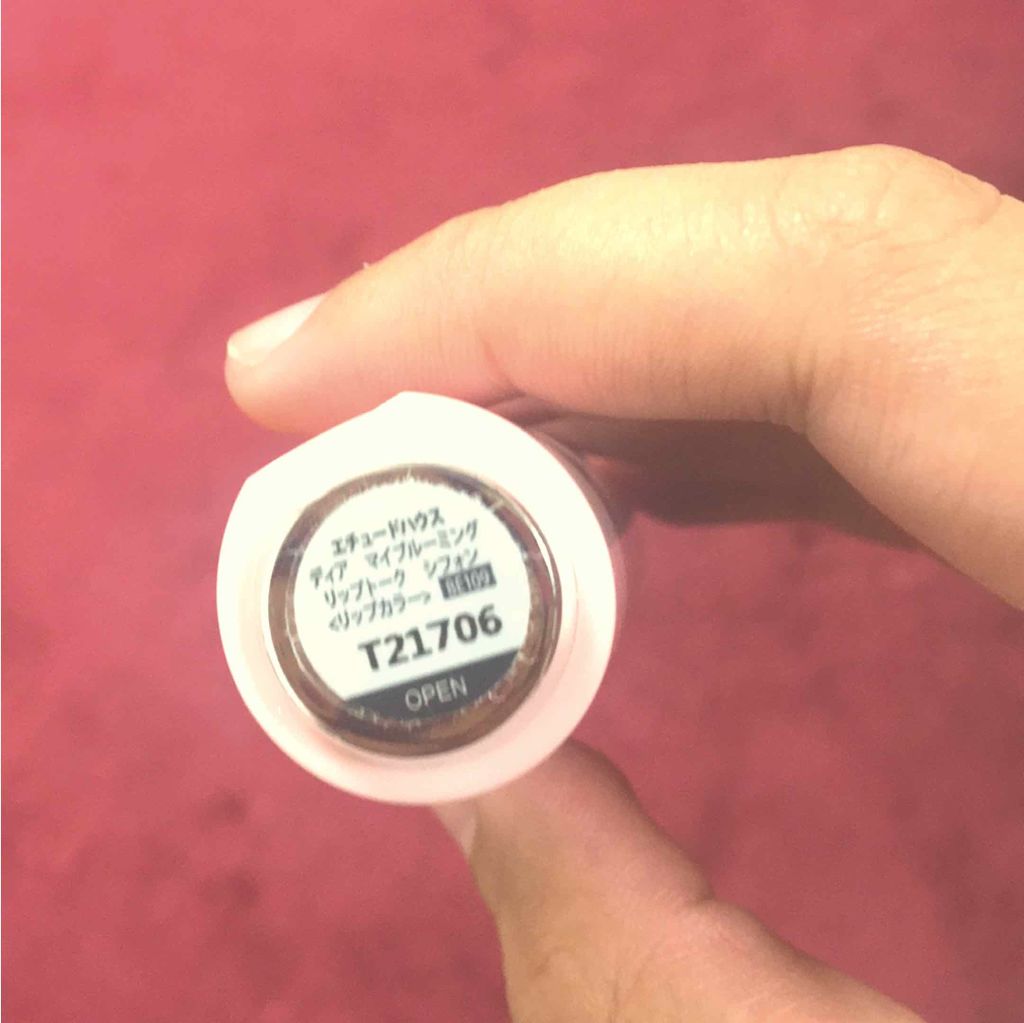 エチュードハウス
ディア マイブルーミング
リップトーク シフォン
<リップカラー> BE109
T21706
OPEN